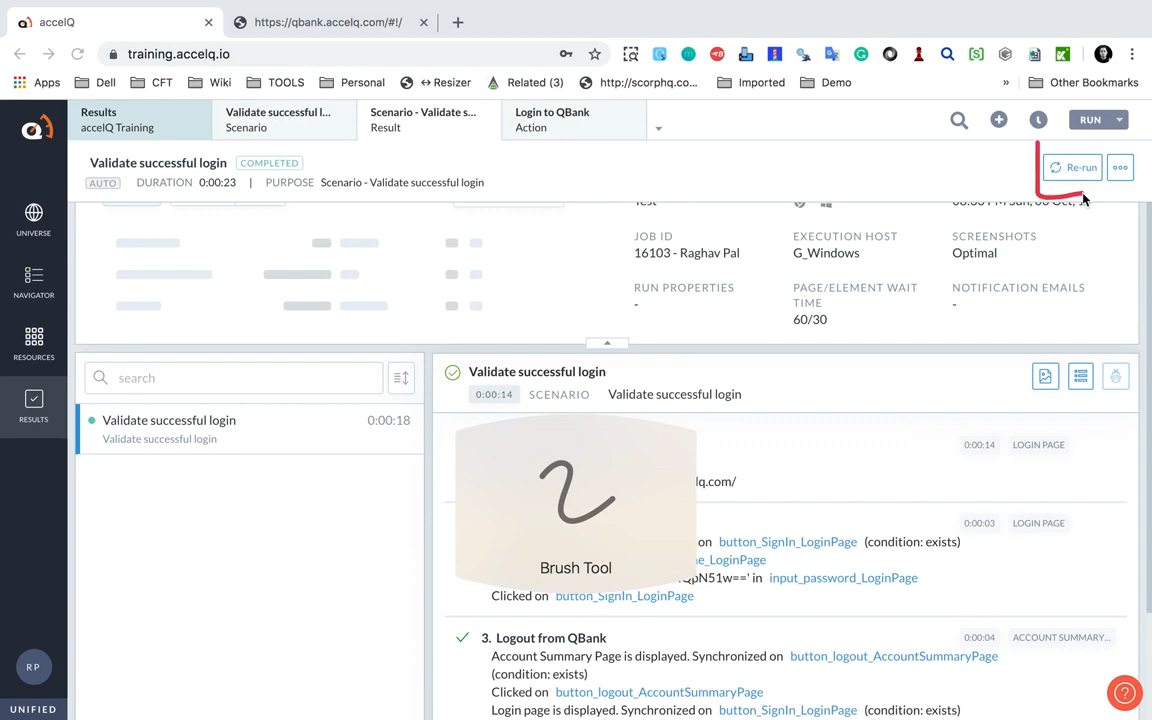 accelQ
https://qbank.accelq.com/#!/
training.accelq.io
Apps Dell CFT Wiki TOOLS Personal ↔Resizer Related (3) http://scorphq.co... Imported Demo » Other Bookmarks
Results
accelQ Training
Validate successful l...
Scenario
Scenario - Validate s...
Result
Login to QBank
Action
RUN
Validate successful login COMPLETED
AUTO DURATION 0:00:23 | PURPOSE Scenario - Validate successful login
Re-run
UNIVERSE
NAVIGATOR
RESOURCES
RESULTS
RP
UNIFIED
Test
JOB ID
16103 - Raghav Pal
EXECUTION HOST
G_Windows
SCREENSHOTS
Optimal
RUN PROPERTIES
-
PAGE/ELEMENT WAIT
TIME
60/30
NOTIFICATION EMAILS
-
search
Validate successful login 0:00:18
Validate successful login
Validate successful login
0:00:14 SCENARIO Validate successful login
0:00:14 LOGIN PAGE
lq.com/
0:00:03 LOGIN PAGE
on button_SignIn_LoginPage (condition: exists)
e_LoginPage
QpN51w==' in input_password_LoginPage
Clicked on button_SignIn_LoginPage
Brush Tool
3. Logout from QBank 0:00:04 ACCOUNT SUMMARY...
Account Summary Page is displayed. Synchronized on button_logout_AccountSummaryPage
(condition: exists)
Clicked on button_logout_AccountSummaryPage
Login page is displayed. Synchronized on button_SignIn_LoginPage (condition: exists)